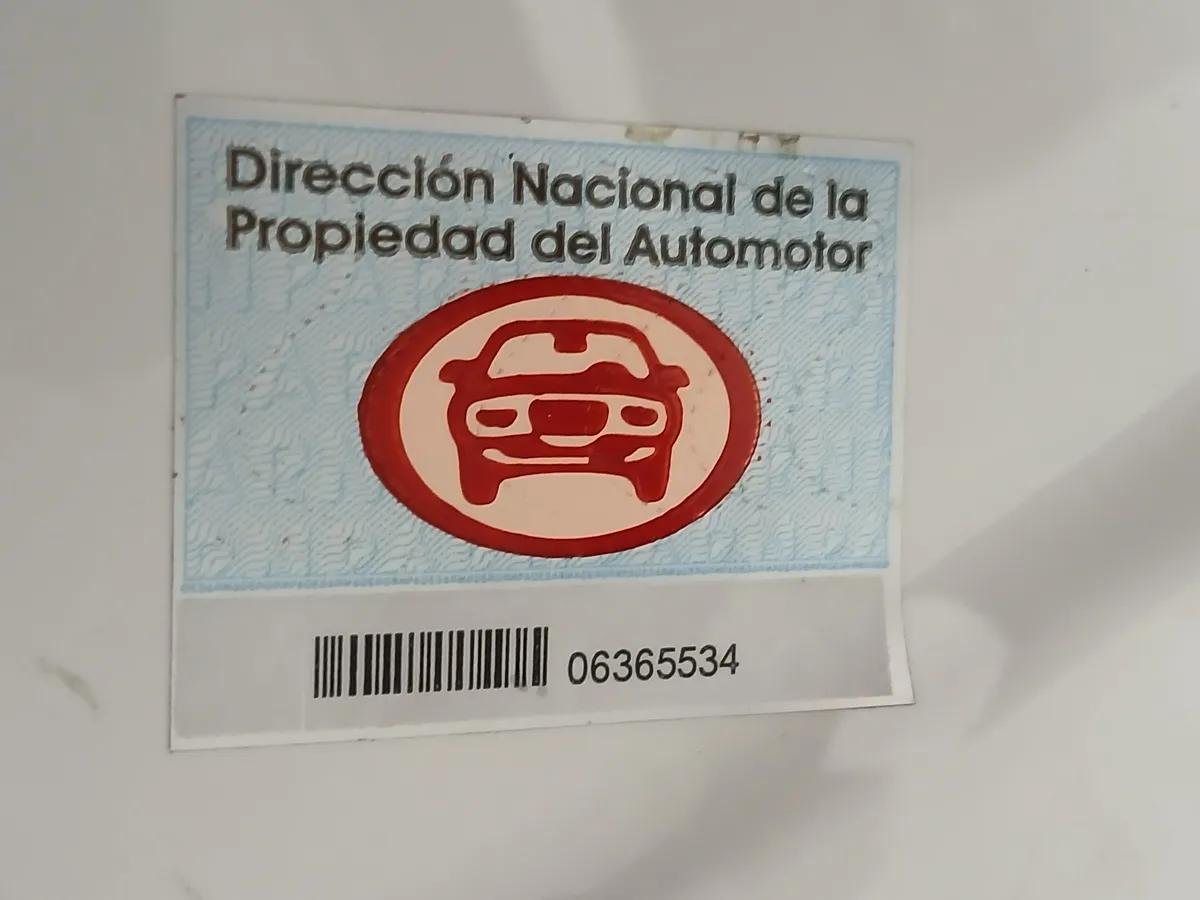 Dirección Nacional de la
Propiedad del Automotor
06365534